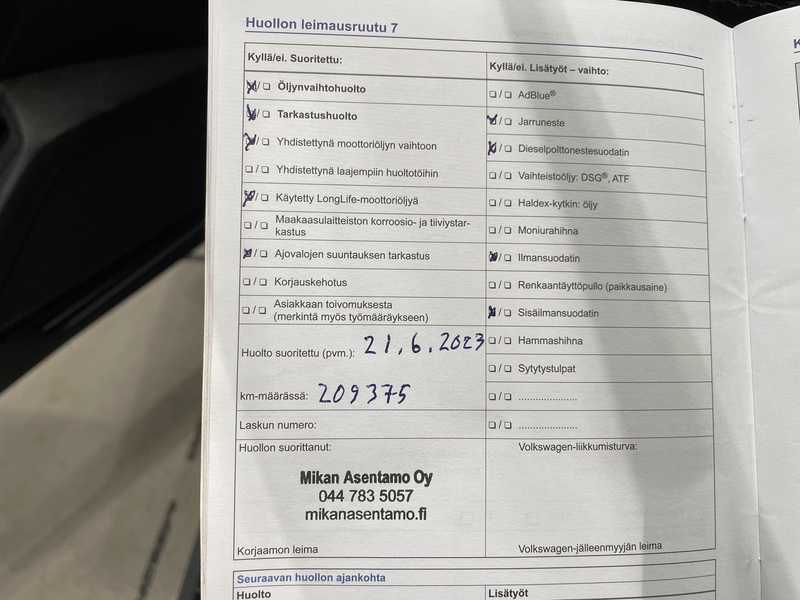 Huollon leimausruutu 7
Kyllä/ei. Suoritettu:
☒/☐ Öljynvaihtohuolto
☒/☐ Tarkastushuolto
☒/☐ Yhdistettynä moottoriöljyn vaihtoon
☐/☐ Yhdistettynä laajempiin huoltotöihin
☒/☐ Käytetty LongLife-moottoriöljyä
☐/☐ Maakaasulaitteiston korroosio- ja tiiviystar-
kastus
☒/☐ Ajovalojen suuntauksen tarkastus
☐/☐ Korjauskehotus
☐/☐ Asiakkaan toivomuksesta
(merkintä myös työmääräykseen)
Huolto suoritettu (pvm.): 21.6.2023
km-määrässä: 209375
Laskun numero:
Huollon suorittanut:
Mikan Asentamo Oy
044 783 5057
mikanasentamo.fi
Korjaamon leima
Kyllä/ei. Lisätyöt – vaihto:
☐/☐ AdBlue®
☒/☐ Jarruneste
☒/☐ Dieselpolttonestesuodatin
☐/☐ Vaihteistoöljy: DSG®, ATF
☐/☐ Haldex-kytkin: öljy
☐/☐ Moniurahihna
☒/☐ Ilmansuodatin
☐/☐ Renkaantäyttöpullo (paikkausaine)
☒/☐ Sisäilmansuodatin
☐/☐ Hammashihna
☐/☐ Sytytystulpat
☐/☐ .....................
☐/☐ .....................
Volkswagen-liikkumisturva:
Volkswagen-jälleenmyyjän leima
Seuraavan huollon ajankohta
Huolto
Lisätyöt